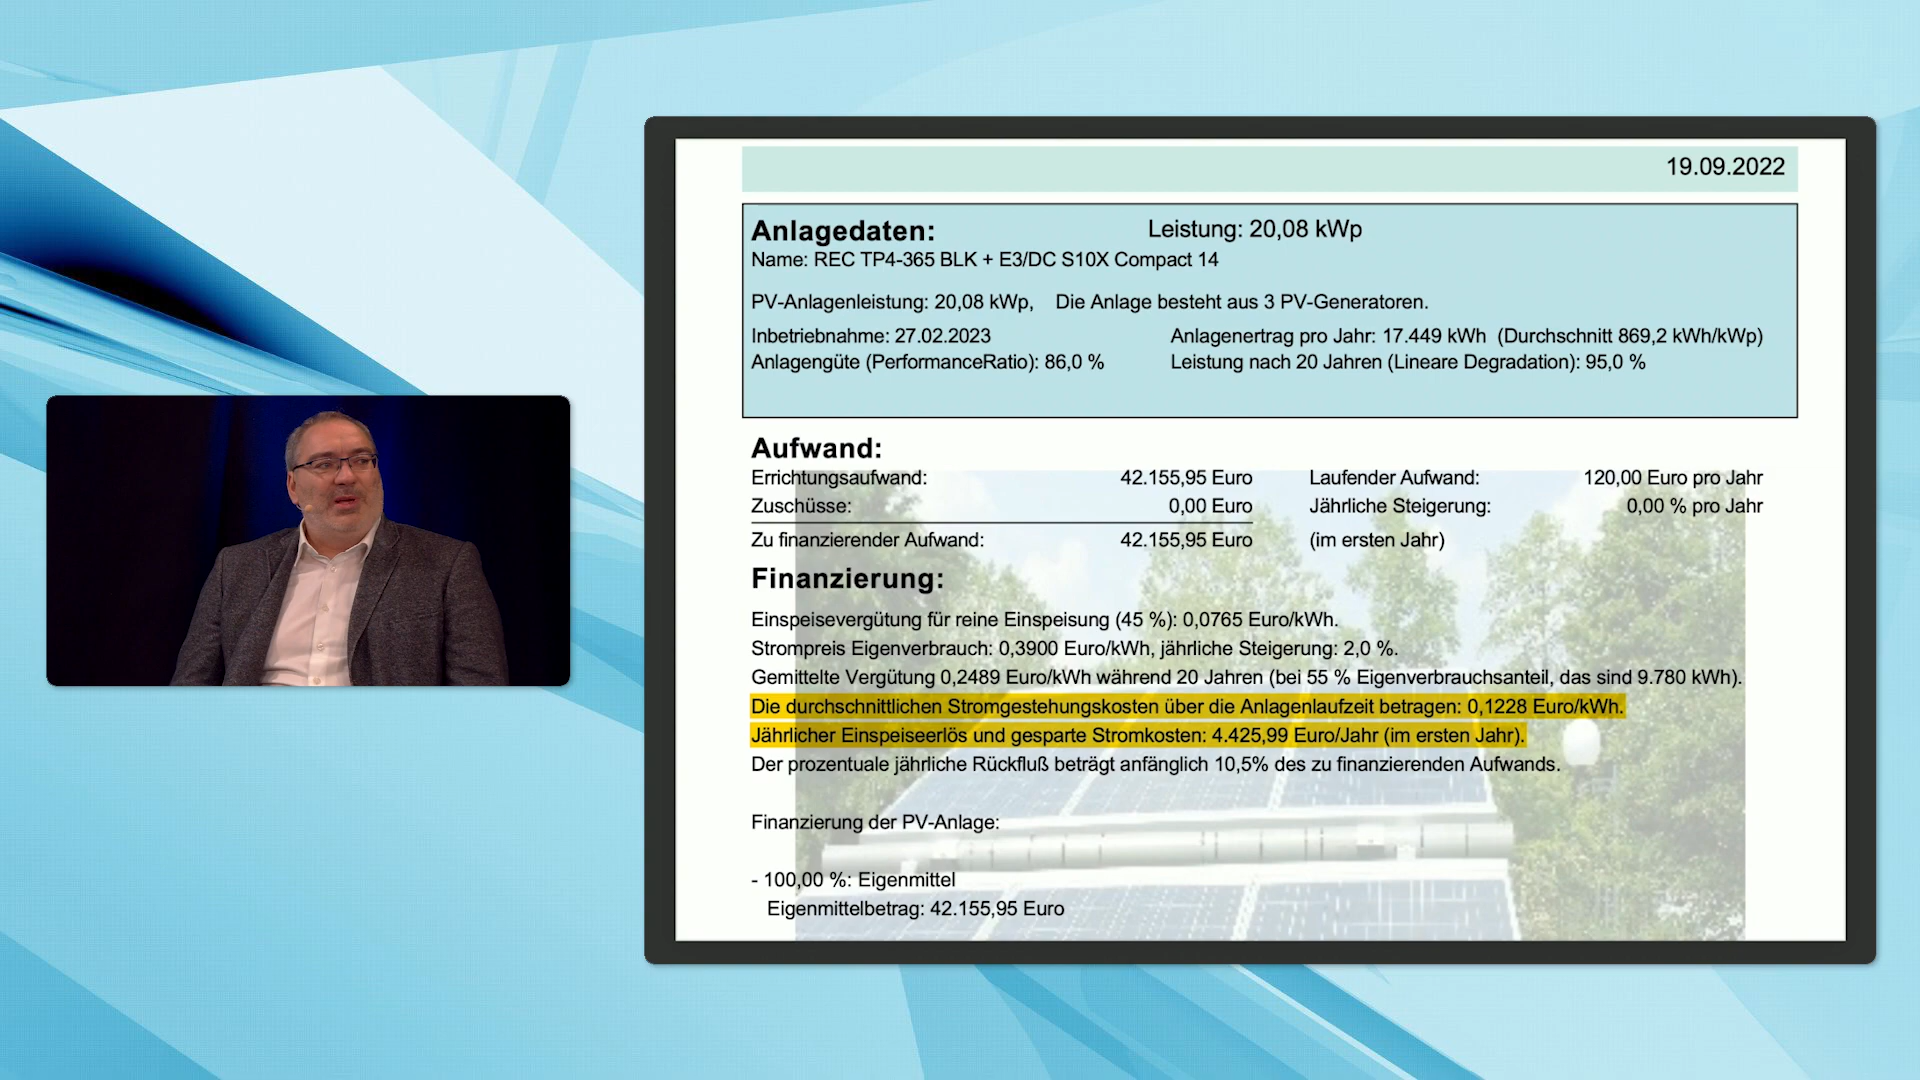 19.09.2022
Anlagedaten: Leistung: 20,08 kWp
Name: REC TP4-365 BLK + E3/DC S10X Compact 14
PV-Anlagenleistung: 20,08 kWp, Die Anlage besteht aus 3 PV-Generatoren.
Inbetriebnahme: 27.02.2023 Anlagenertrag pro Jahr: 17.449 kWh (Durchschnitt 869,2 kWh/kWp)
Anlagengüte (PerformanceRatio): 86,0 % Leistung nach 20 Jahren (Lineare Degradation): 95,0 %
Aufwand:
Errichtungsaufwand: 42.155,95 Euro Laufender Aufwand: 120,00 Euro pro Jahr
Zuschüsse: 0,00 Euro Jährliche Steigerung: 0,00 % pro Jahr
Zu finanzierender Aufwand: 42.155,95 Euro (im ersten Jahr)
Finanzierung:
Einspeisevergütung für reine Einspeisung (45 %): 0,0765 Euro/kWh.
Strompreis Eigenverbrauch: 0,3900 Euro/kWh, jährliche Steigerung: 2,0 %.
Gemittelte Vergütung 0,2489 Euro/kWh während 20 Jahren (bei 55 % Eigenverbrauchsanteil, das sind 9.780 kWh).
Die durchschnittlichen Stromgestehungskosten über die Anlagenlaufzeit betragen: 0,1228 Euro/kWh.
Jährlicher Einspeiseerlös und gesparte Stromkosten: 4.425,99 Euro/Jahr (im ersten Jahr).
Der prozentuale jährliche Rückfluß beträgt anfänglich 10,5% des zu finanzierenden Aufwands.
Finanzierung der PV-Anlage:
- 100,00 %: Eigenmittel
Eigenmittelbetrag: 42.155,95 Euro